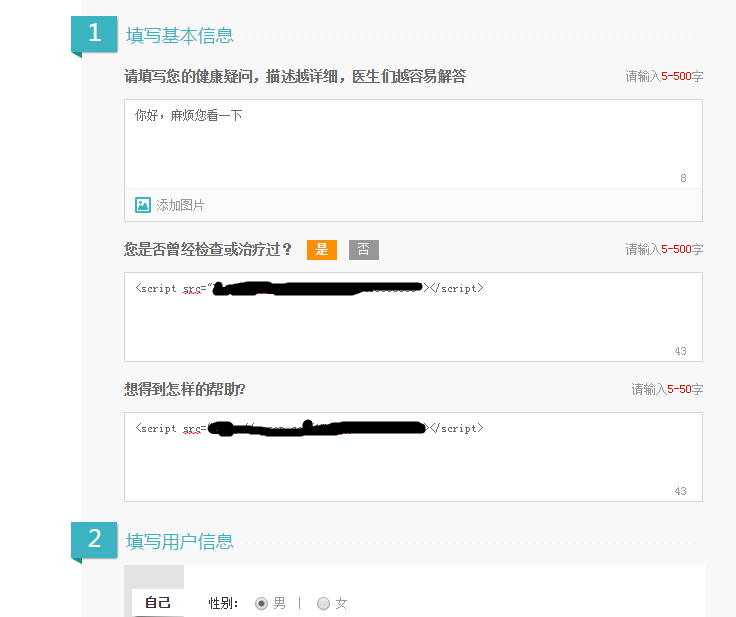 1 填写基本信息
请填写您的健康疑问，描述越详细，医生们越容易解答 请输入5-500字
你好，麻烦您看一下
8
添加图片
您是否曾经检查或治疗过？ 是 否 请输入5-500字
<script src="></script>
43
想得到怎样的帮助? 请输入5-50字
<script src=></script>
43
2 填写用户信息
自己 性别： 男 | 女